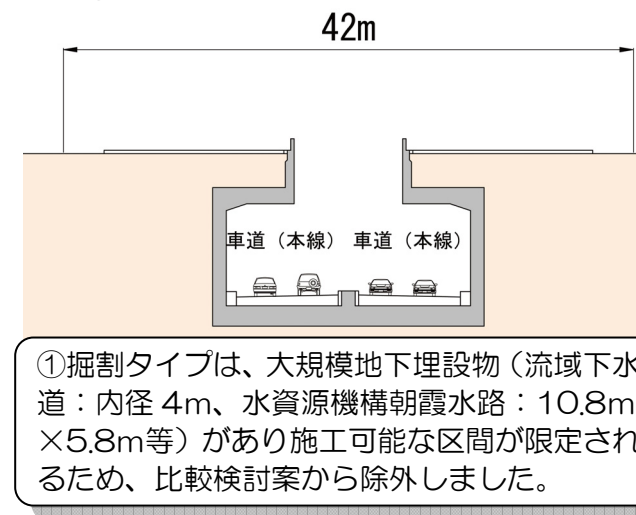 42m
車道（本線） 車道（本線）
①掘割タイプは、大規模地下埋設物（流域下水
道：内径 4m、水資源機構朝霞水路：10.8m
×5.8m等）があり施工可能な区間が限定され
るため、比較検討案から除外しました。